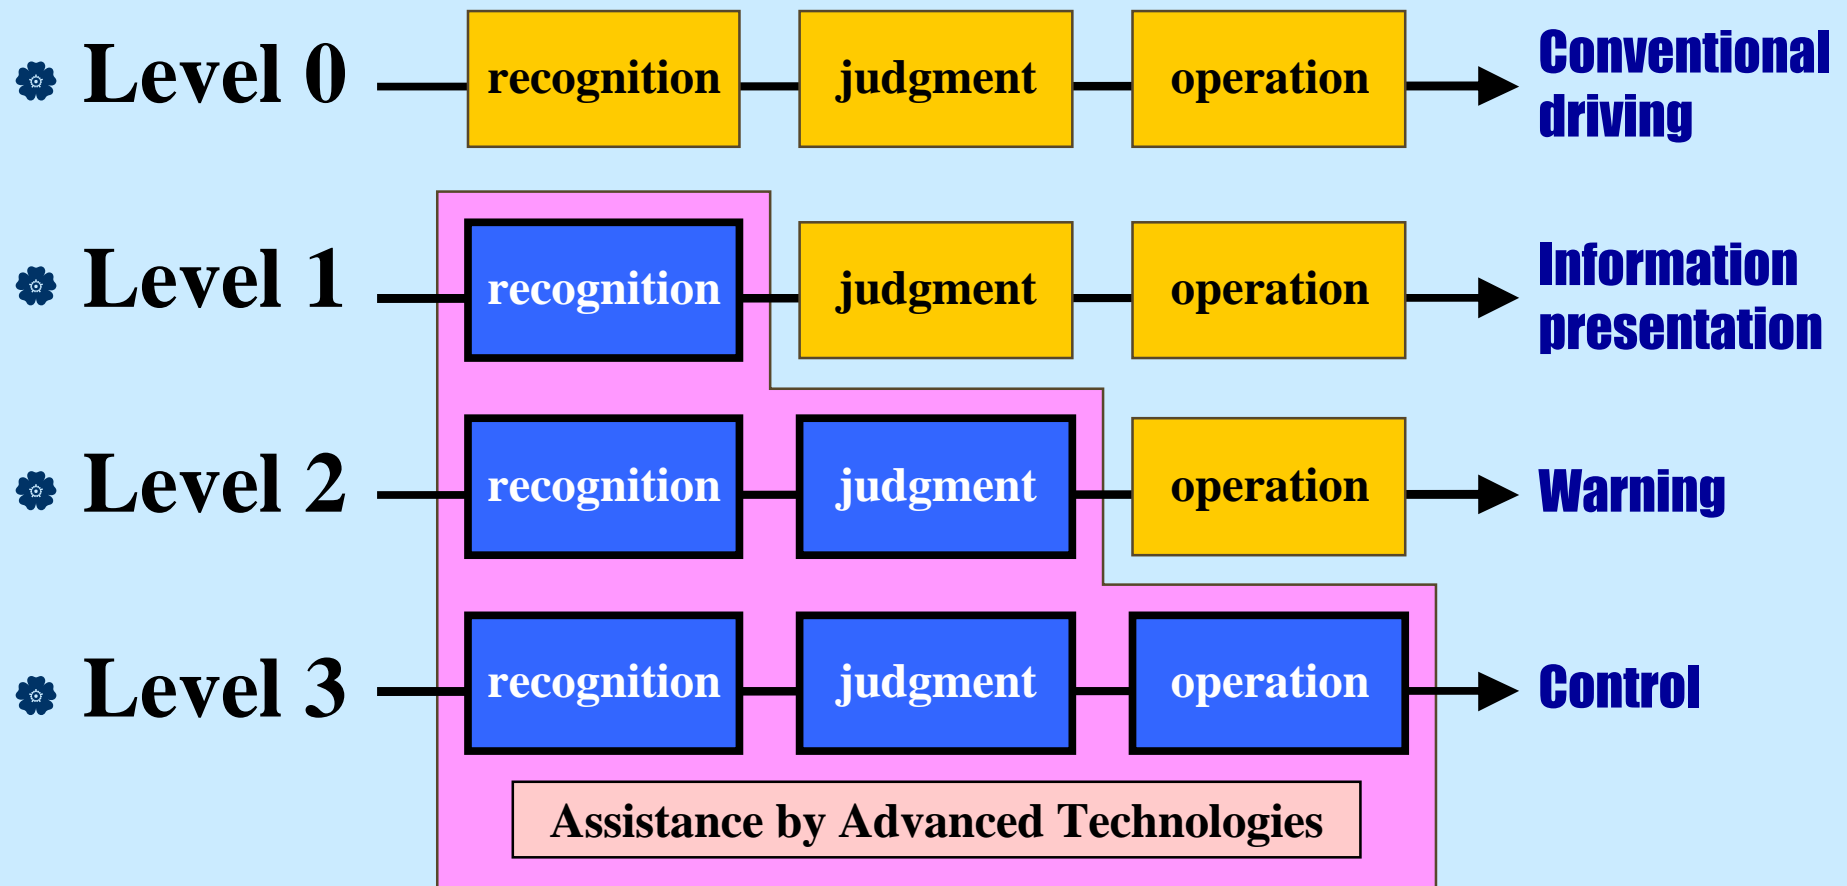 Level 0 recognition judgment operation Conventional
driving
Level 1 recognition judgment operation Information
presentation
Level 2 recognition judgment operation Warning
Level 3 recognition judgment operation Control
Assistance by Advanced Technologies